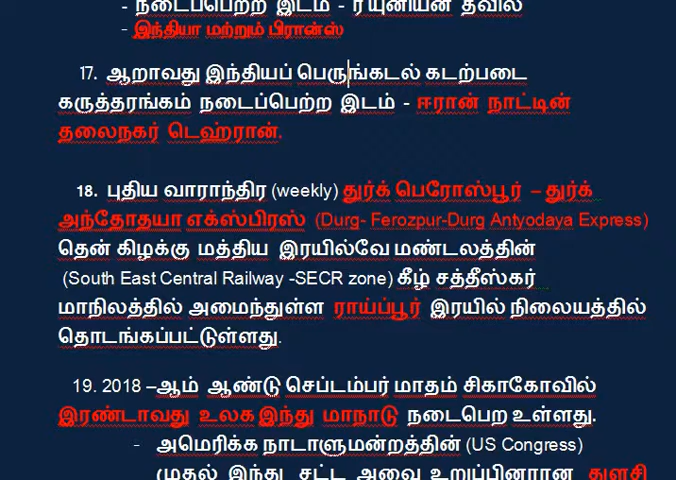 - நடைப்பெற்ற இடம் - ரியுனியன் தீவில்
- இந்தியா மற்றும் பிரான்ஸ்
17. ஆறாவது இந்தியப் பெருங்கடல் கடற்படை
கருத்தரங்கம் நடைப்பெற்ற இடம் - ஈரான் நாட்டின்
தலைநகர் டெஹ்ரான்.
18. புதிய வாராந்திர (weekly) துர்க் பெரோஸ்பூர் – துர்க்
அந்தோதயா எக்ஸ்பிரஸ் (Durg- Ferozpur-Durg Antyodaya Express)
தென் கிழக்கு மத்திய இரயில்வே மண்டலத்தின்
(South East Central Railway -SECR zone) கீழ் சத்தீஸ்கர்
மாநிலத்தில் அமைந்துள்ள ராய்ப்பூர் இரயில் நிலையத்தில்
தொடங்கப்பட்டுள்ளது.
19. 2018 –ஆம் ஆண்டு செப்டம்பர் மாதம் சிகாகோவில்
இரண்டாவது உலக இந்து மாநாடு நடைபெற உள்ளது.
- அமெரிக்க நாடாளுமன்றத்தின் (US Congress)
முதல் இந்து சட்ட அவை உறுப்பினரான துளசி